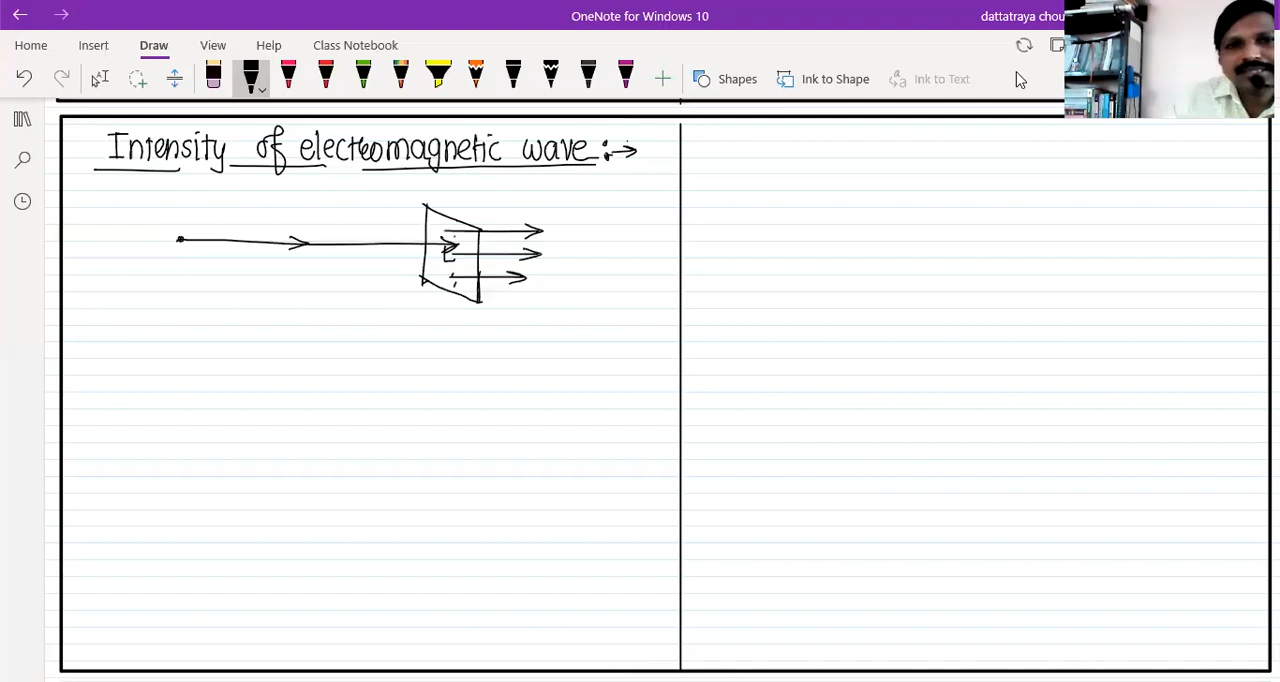 OneNote for Windows 10
dattatraya chou
Home Insert Draw View Help Class Notebook
Shapes Ink to Shape Ink to Text
Intensity of electromagnetic wave :→